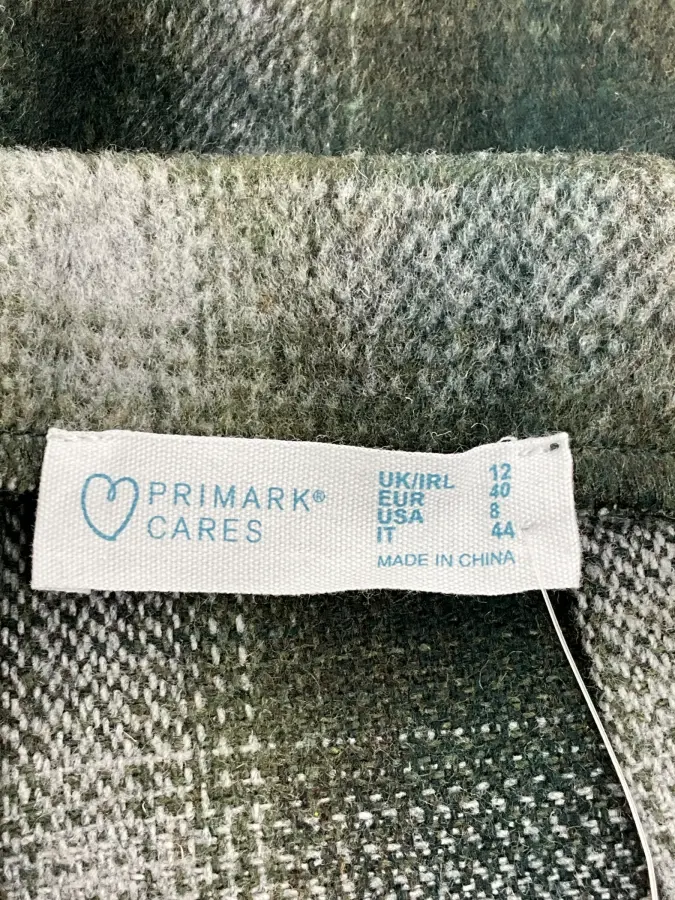 PRIMARK®
CARES
UK/IRL 12
EUR 40
USA 8
IT 44
MADE IN CHINA